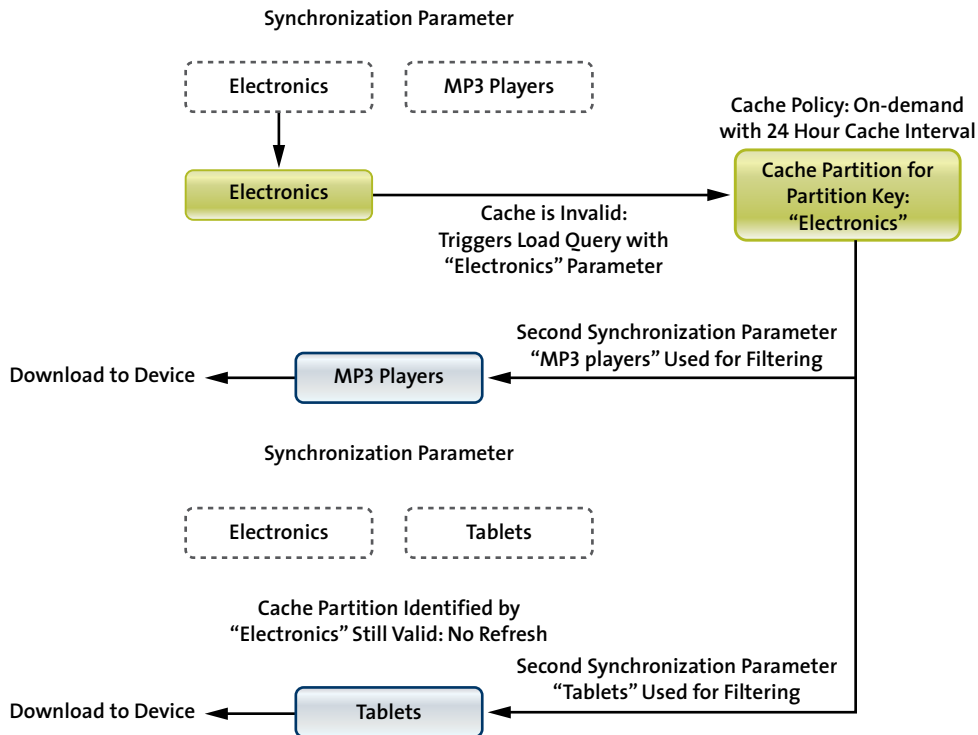 Synchronization Parameter
Electronics
MP3 Players
Cache Policy: On-demand
with 24 Hour Cache Interval
Electronics
Cache Partition for
Partition Key:
“Electronics”
Cache is Invalid:
Triggers Load Query with
“Electronics” Parameter
Second Synchronization Parameter
“MP3 players” Used for Filtering
Download to Device
MP3 Players
Synchronization Parameter
Electronics
Tablets
Cache Partition Identified by
“Electronics” Still Valid: No Refresh
Second Synchronization Parameter
“Tablets” Used for Filtering
Download to Device
Tablets